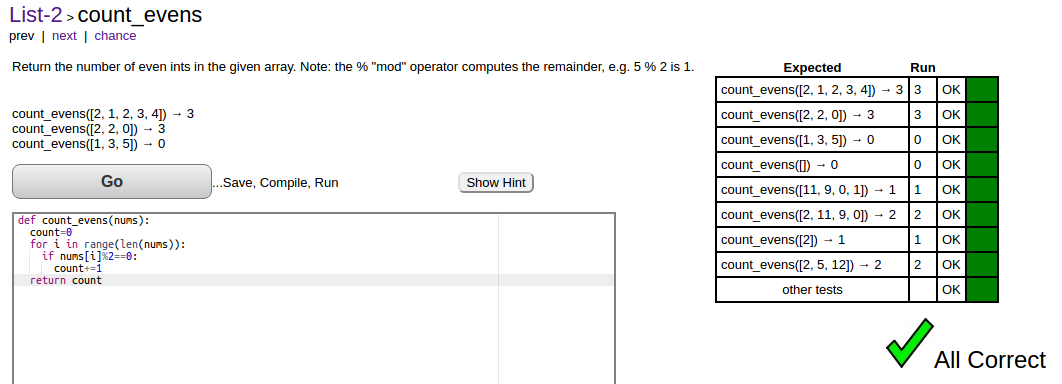 List-2 > count_evens
prev | next | chance
Return the number of even ints in the given array. Note: the % "mod" operator computes the remainder, e.g. 5 % 2 is 1.
count_evens([2, 1, 2, 3, 4]) → 3
count_evens([2, 2, 0]) → 3
count_evens([1, 3, 5]) → 0
Go ...Save, Compile, Run Show Hint
def count_evens(nums):
  count=0
  for i in range(len(nums)):
    if nums[i]%2==0:
      count+=1
  return count
Expected Run
count_evens([2, 1, 2, 3, 4]) → 3 3 OK
count_evens([2, 2, 0]) → 3 3 OK
count_evens([1, 3, 5]) → 0 0 OK
count_evens([]) → 0 0 OK
count_evens([11, 9, 0, 1]) → 1 1 OK
count_evens([2, 11, 9, 0]) → 2 2 OK
count_evens([2]) → 1 1 OK
count_evens([2, 5, 12]) → 2 2 OK
other tests OK
All Correct